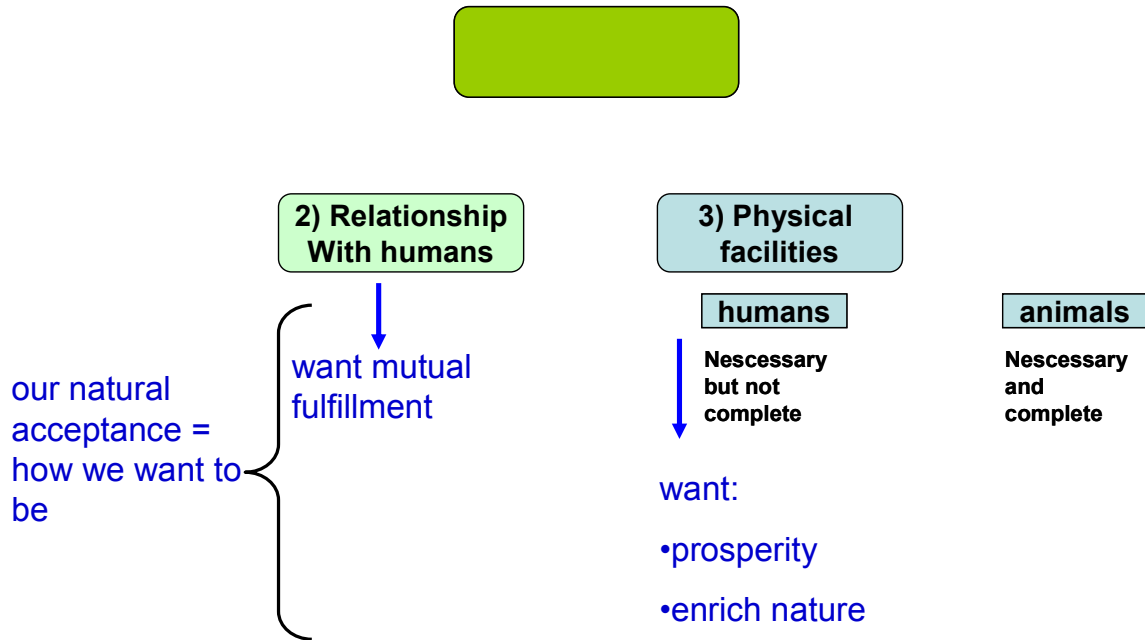 2) Relationship
With humans
3) Physical
facilities
humans
animals
Nescessary
but not
complete
Nescessary
and
complete
want mutual
fulfillment
our natural
acceptance =
how we want to
be
want:
•prosperity
•enrich nature